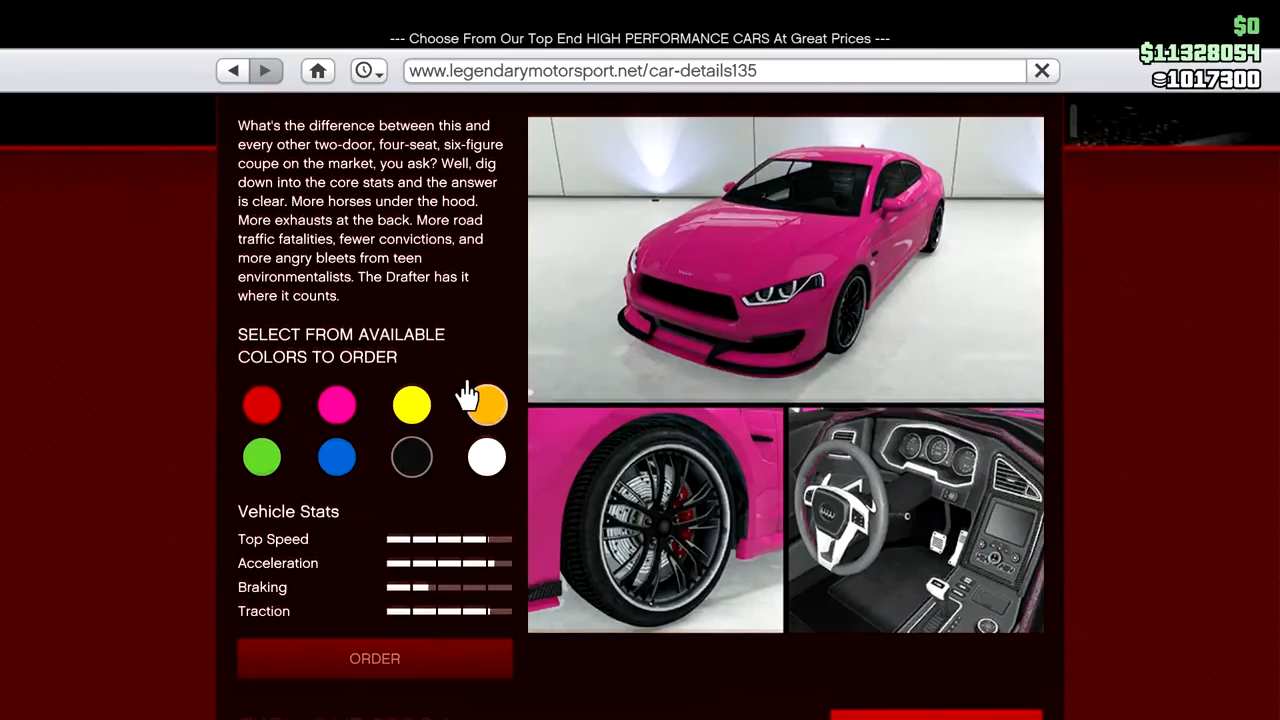 --- Choose From Our Top End HIGH PERFORMANCE CARS At Great Prices ---
$0
$11328054
1017300
www.legendarymotorsport.net/car-details135
What's the difference between this and
every other two-door, four-seat, six-figure
coupe on the market, you ask? Well, dig
down into the core stats and the answer
is clear. More horses under the hood.
More exhausts at the back. More road
traffic fatalities, fewer convictions, and
more angry bleets from teen
environmentalists. The Drafter has it
where it counts.
SELECT FROM AVAILABLE
COLORS TO ORDER
Vehicle Stats
Top Speed
Acceleration
Braking
Traction
ORDER